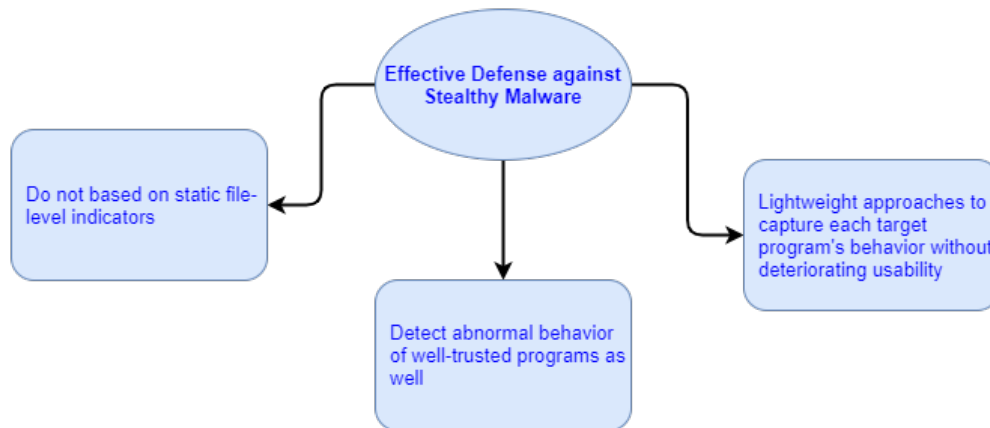 Effective Defense against
Stealthy Malware
Do not based on static file-
level indicators
Detect abnormal behavior
of well-trusted programs as
well
Lightweight approaches to
capture each target
program's behavior without
deteriorating usability